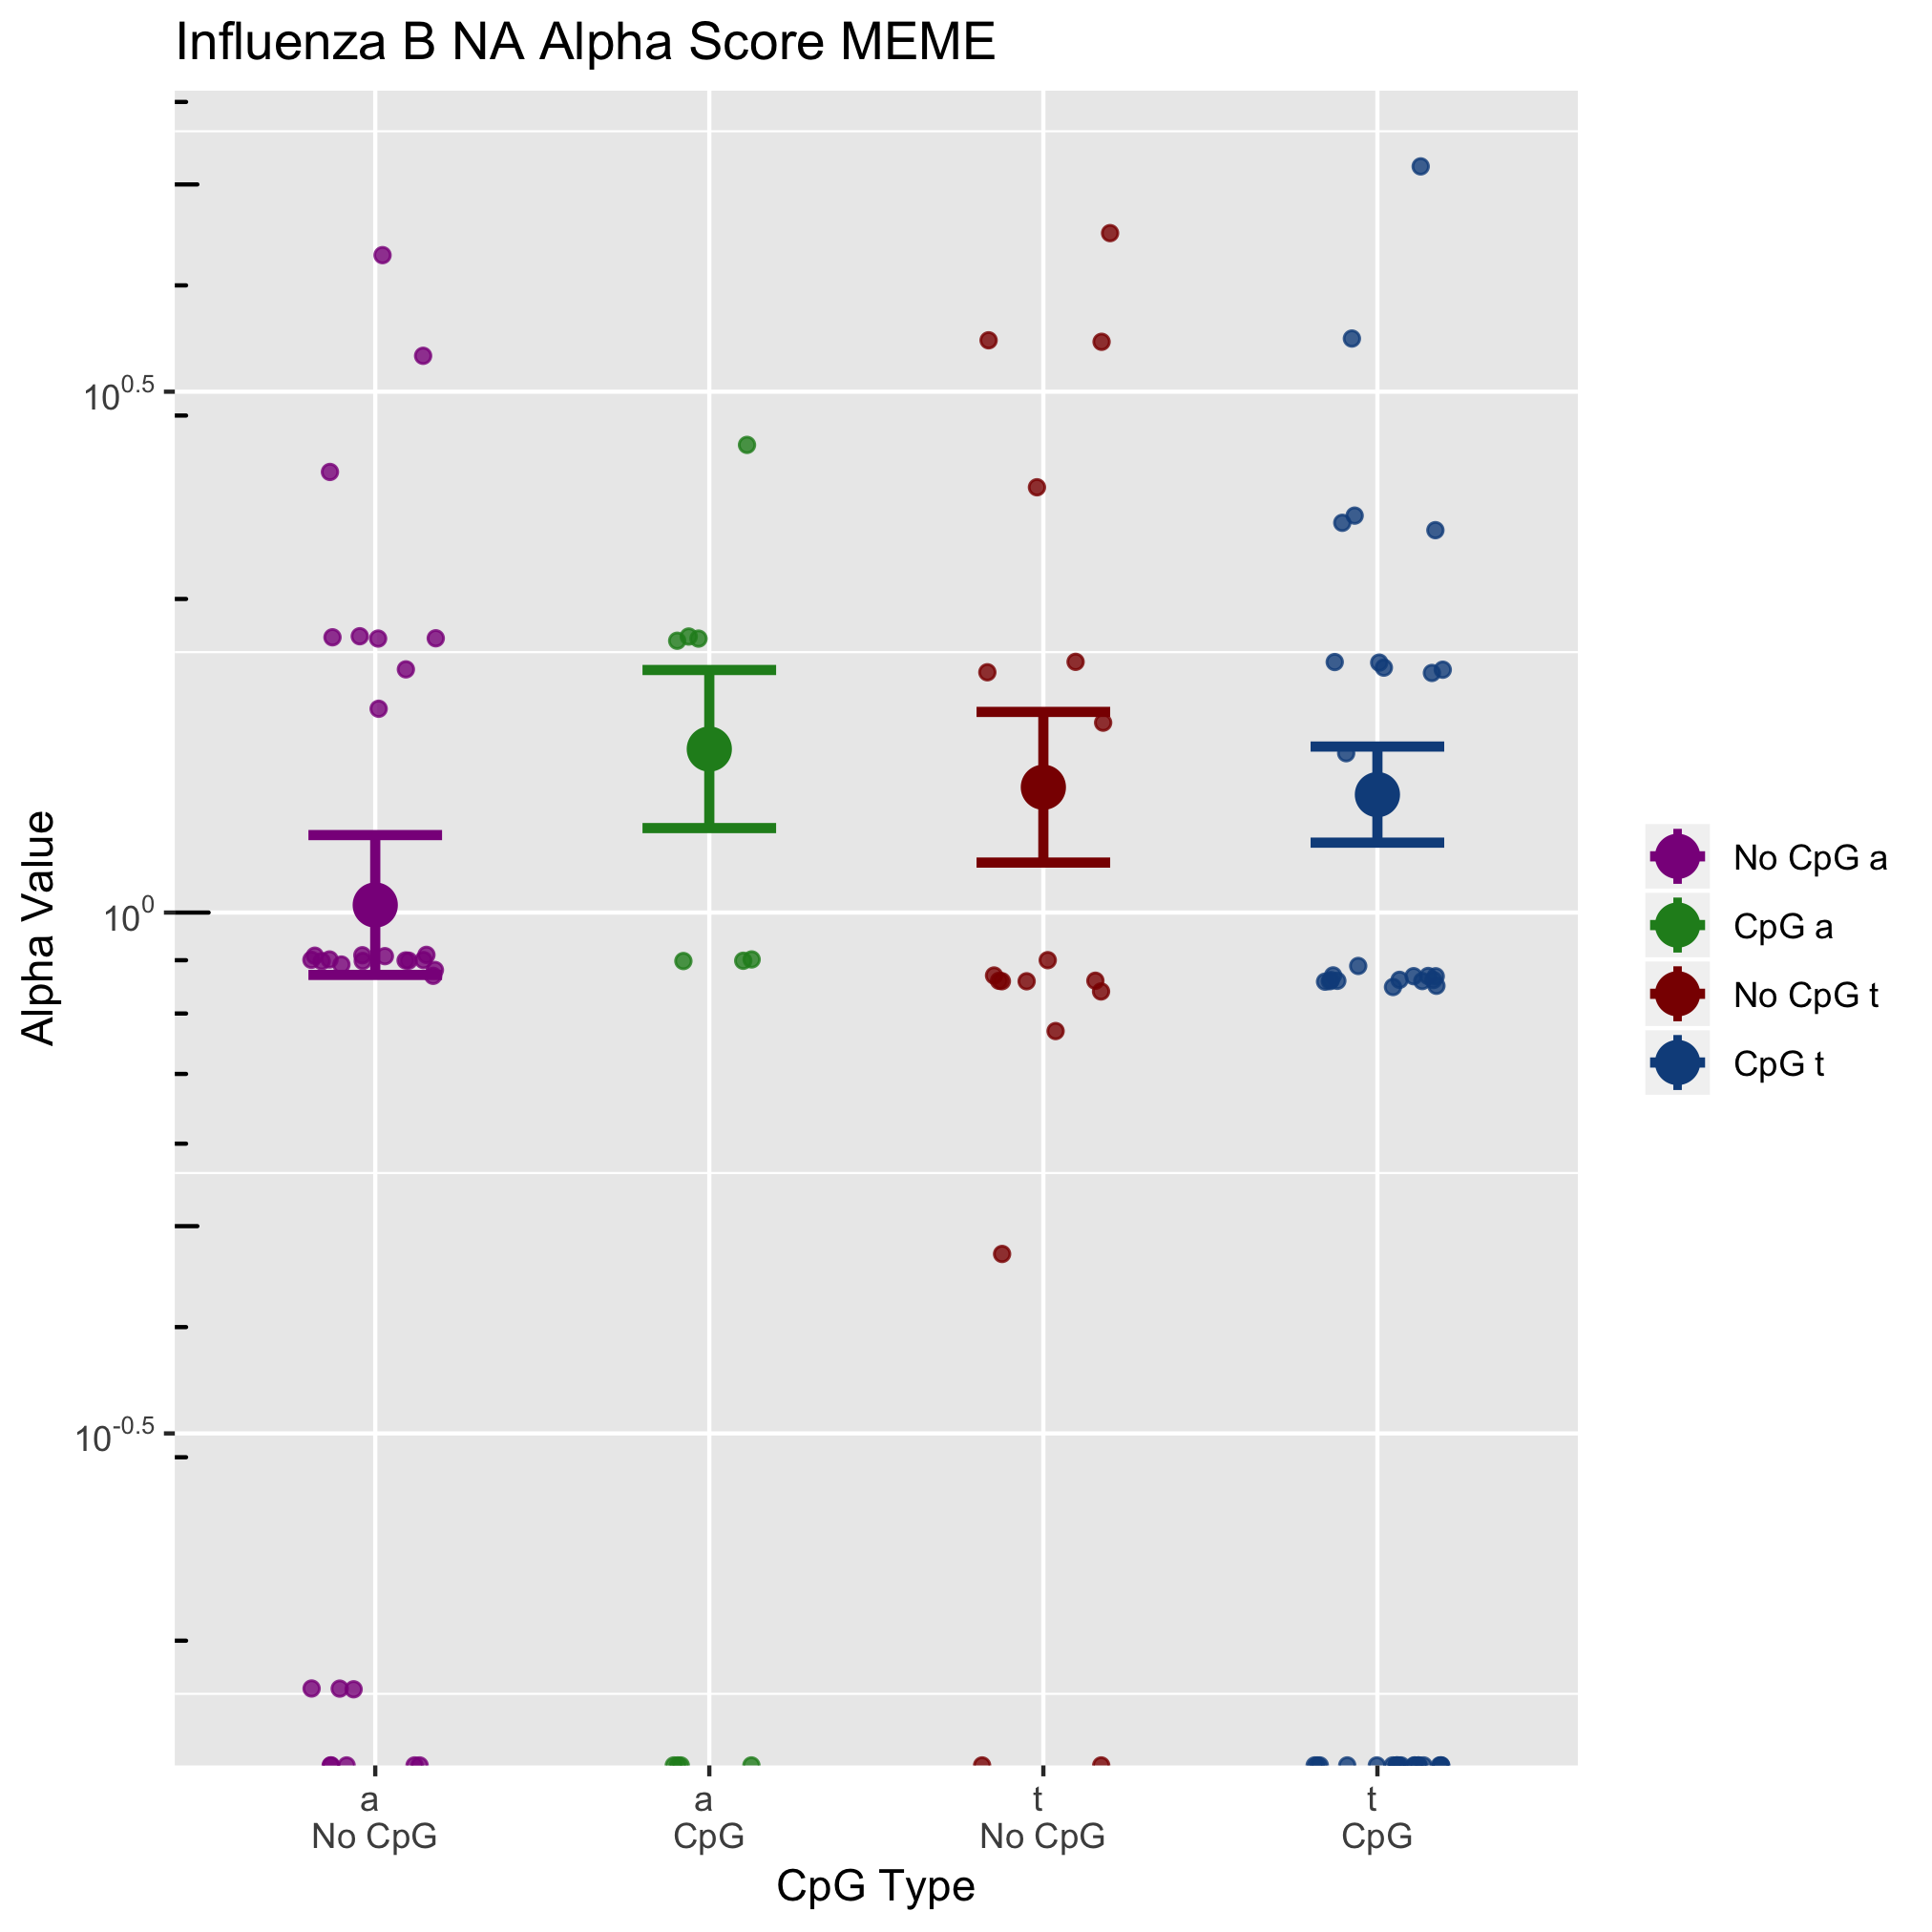 Influenza B NA Alpha Score MEME
Alpha Value
10^0.5
10^0
10^-0.5
a
No CpG
a
CpG
t
No CpG
t
CpG
CpG Type
No CpG a
CpG a
No CpG t
CpG t